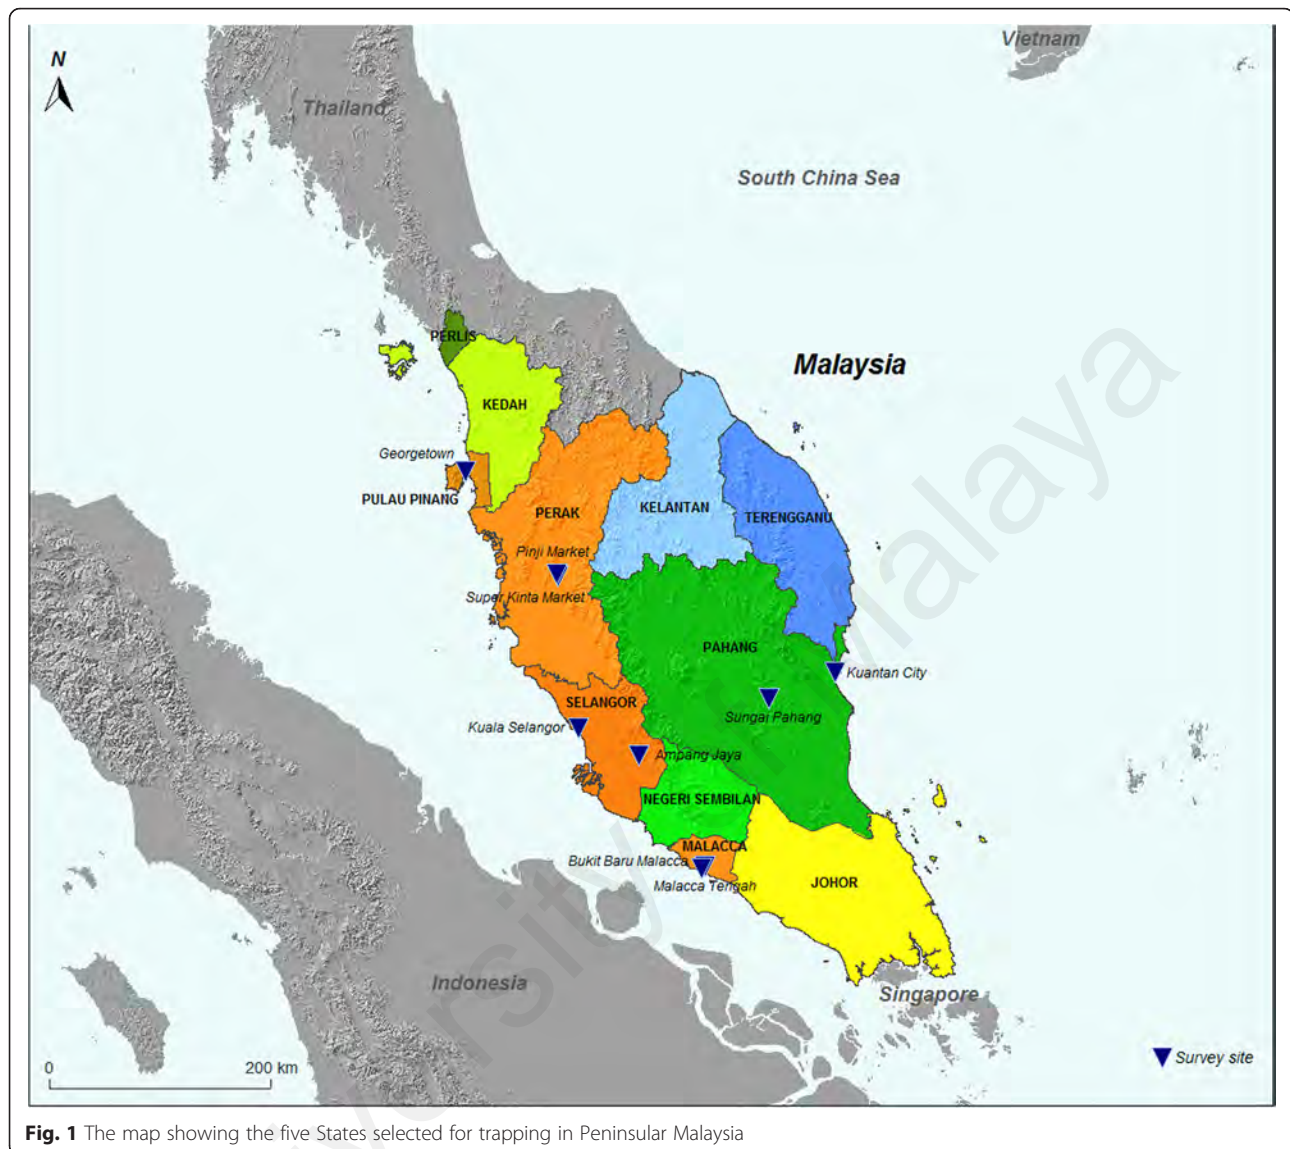 N
Vietnam
Thailand
South China Sea
PERLIS
Malaysia
KEDAH
Georgetown
PULAU PINANG
PERAK
KELANTAN
TERENGGANU
Pinji Market
Super Kinta Market
PAHANG
Kuantan City
SELANGOR
Sungai Pahang
Kuala Selangor
Ampang Jaya
NEGERI SEMBILAN
MALACCA
Bukit Baru Malacca
Malacca Tengah
JOHOR
Indonesia
Singapore
Survey site
0 200 km
Fig. 1 The map showing the five States selected for trapping in Peninsular Malaysia